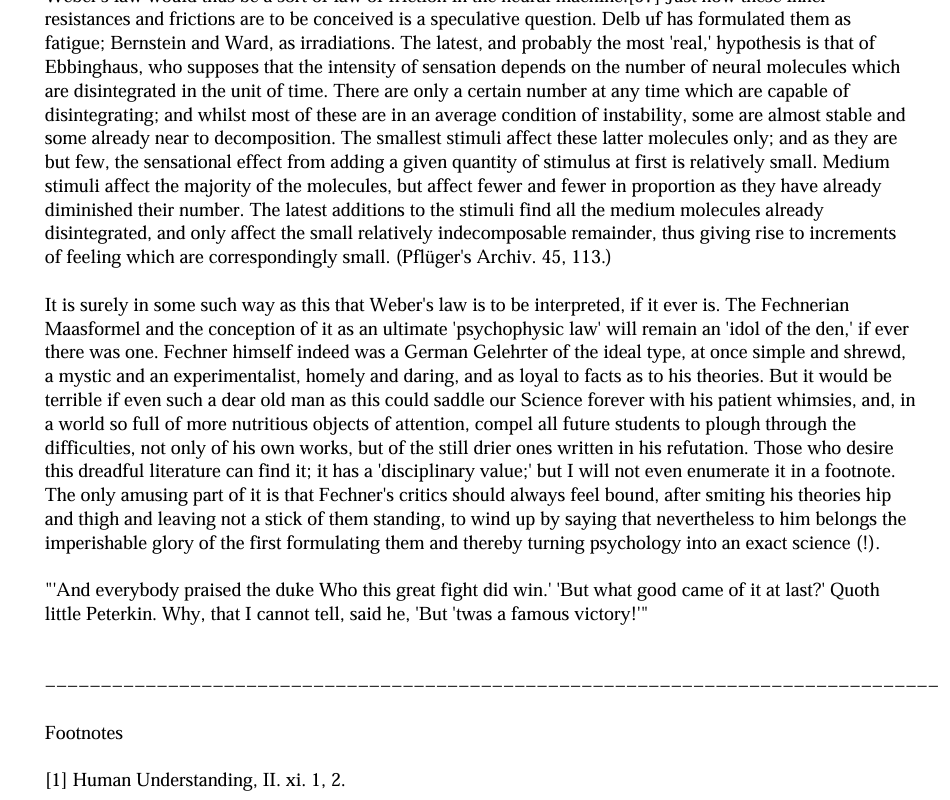 Weber's law would thus be a sort of law of friction in the neural machine.[37] Just how these inner
resistances and frictions are to be conceived is a speculative question. Delb uf has formulated them as
fatigue; Bernstein and Ward, as irradiations. The latest, and probably the most 'real,' hypothesis is that of
Ebbinghaus, who supposes that the intensity of sensation depends on the number of neural molecules which
are disintegrated in the unit of time. There are only a certain number at any time which are capable of
disintegrating; and whilst most of these are in an average condition of instability, some are almost stable and
some already near to decomposition. The smallest stimuli affect these latter molecules only; and as they are
but few, the sensational effect from adding a given quantity of stimulus at first is relatively small. Medium
stimuli affect the majority of the molecules, but affect fewer and fewer in proportion as they have already
diminished their number. The latest additions to the stimuli find all the medium molecules already
disintegrated, and only affect the small relatively indecomposable remainder, thus giving rise to increments
of feeling which are correspondingly small. (Pflüger's Archiv. 45, 113.)
It is surely in some such way as this that Weber's law is to be interpreted, if it ever is. The Fechnerian
Maasformel and the conception of it as an ultimate 'psychophysic law' will remain an 'idol of the den,' if ever
there was one. Fechner himself indeed was a German Gelehrter of the ideal type, at once simple and shrewd,
a mystic and an experimentalist, homely and daring, and as loyal to facts as to his theories. But it would be
terrible if even such a dear old man as this could saddle our Science forever with his patient whimsies, and, in
a world so full of more nutritious objects of attention, compel all future students to plough through the
difficulties, not only of his own works, but of the still drier ones written in his refutation. Those who desire
this dreadful literature can find it; it has a 'disciplinary value;' but I will not even enumerate it in a footnote.
The only amusing part of it is that Fechner's critics should always feel bound, after smiting his theories hip
and thigh and leaving not a stick of them standing, to wind up by saying that nevertheless to him belongs the
imperishable glory of the first formulating them and thereby turning psychology into an exact science (!).
"'And everybody praised the duke Who this great fight did win.' 'But what good came of it at last?' Quoth
little Peterkin. Why, that I cannot tell, said he, 'But 'twas a famous victory!'"
Footnotes
[1] Human Understanding, II. xi. 1, 2.